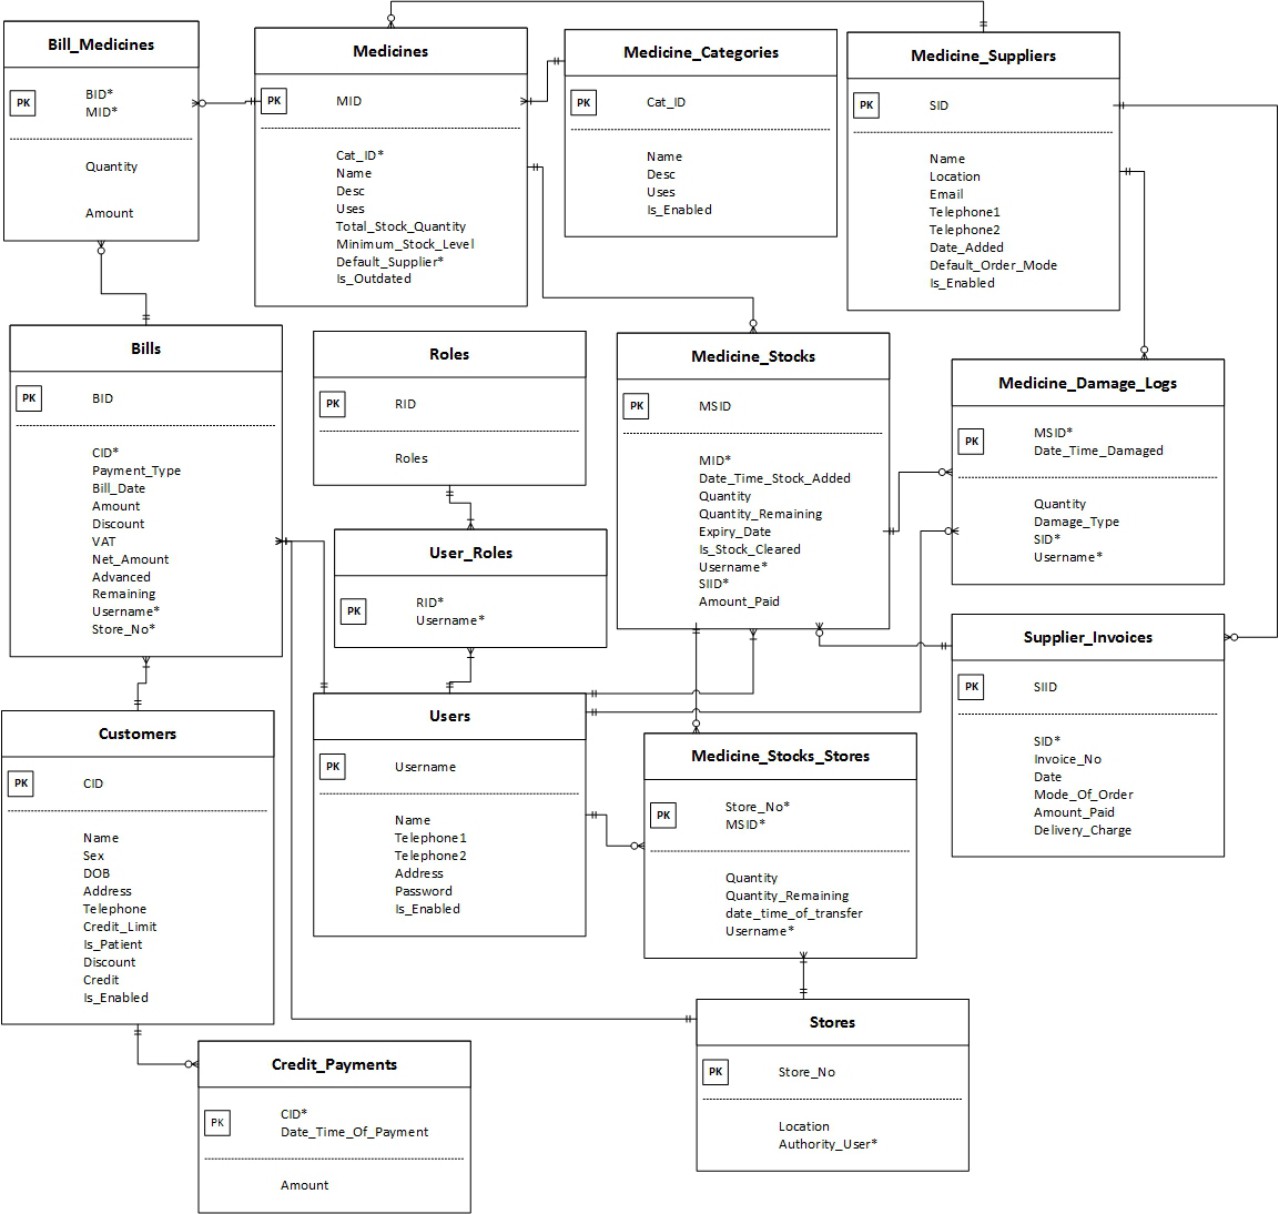 Bill_Medicines
PK
BID*
MID*
Quantity
Amount
Medicines
PK
MID
Cat_ID*
Name
Desc
Uses
Total_Stock_Quantity
Minimum_Stock_Level
Default_Supplier*
Is_Outdated
Medicine_Categories
PK
Cat_ID
Name
Desc
Uses
Is_Enabled
Medicine_Suppliers
PK
SID
Name
Location
Email
Telephone1
Telephone2
Date_Added
Default_Order_Mode
Is_Enabled
Bills
PK
BID
CID*
Payment_Type
Bill_Date
Amount
Discount
VAT
Net_Amount
Advanced
Remaining
Username*
Store_No*
Roles
PK
RID
Roles
Medicine_Stocks
PK
MSID
MID*
Date_Time_Stock_Added
Quantity
Quantity_Remaining
Expiry_Date
Is_Stock_Cleared
Username*
SIID*
Amount_Paid
Medicine_Damage_Logs
PK
MSID*
Date_Time_Damaged
Quantity
Damage_Type
SID*
Username*
User_Roles
PK
RID*
Username*
Supplier_Invoices
PK
SIID
SID*
Invoice_No
Date
Mode_Of_Order
Amount_Paid
Delivery_Charge
Customers
PK
CID
Name
Sex
DOB
Address
Telephone
Credit_Limit
Is_Patient
Discount
Credit
Is_Enabled
Users
PK
Username
Name
Telephone1
Telephone2
Address
Password
Is_Enabled
Medicine_Stocks_Stores
PK
Store_No*
MSID*
Quantity
Quantity_Remaining
date_time_of_transfer
Username*
Credit_Payments
PK
CID*
Date_Time_Of_Payment
Amount
Stores
PK
Store_No
Location
Authority_User*